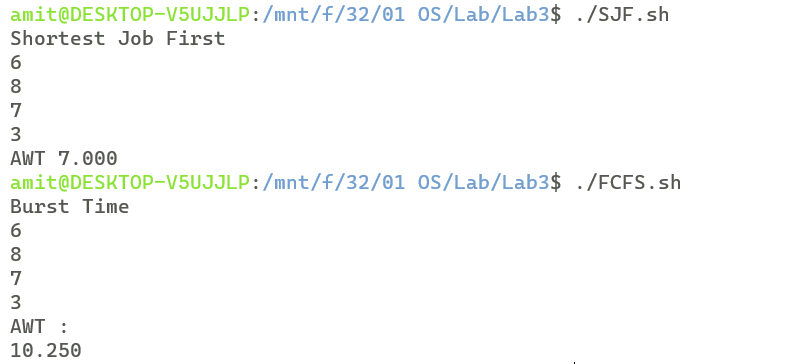 amit@DESKTOP-V5UJJLP:/mnt/f/32/01 OS/Lab/Lab3$ ./SJF.sh
Shortest Job First
6
8
7
3
AWT 7.000
amit@DESKTOP-V5UJJLP:/mnt/f/32/01 OS/Lab/Lab3$ ./FCFS.sh
Burst Time
6
8
7
3
AWT :
10.250